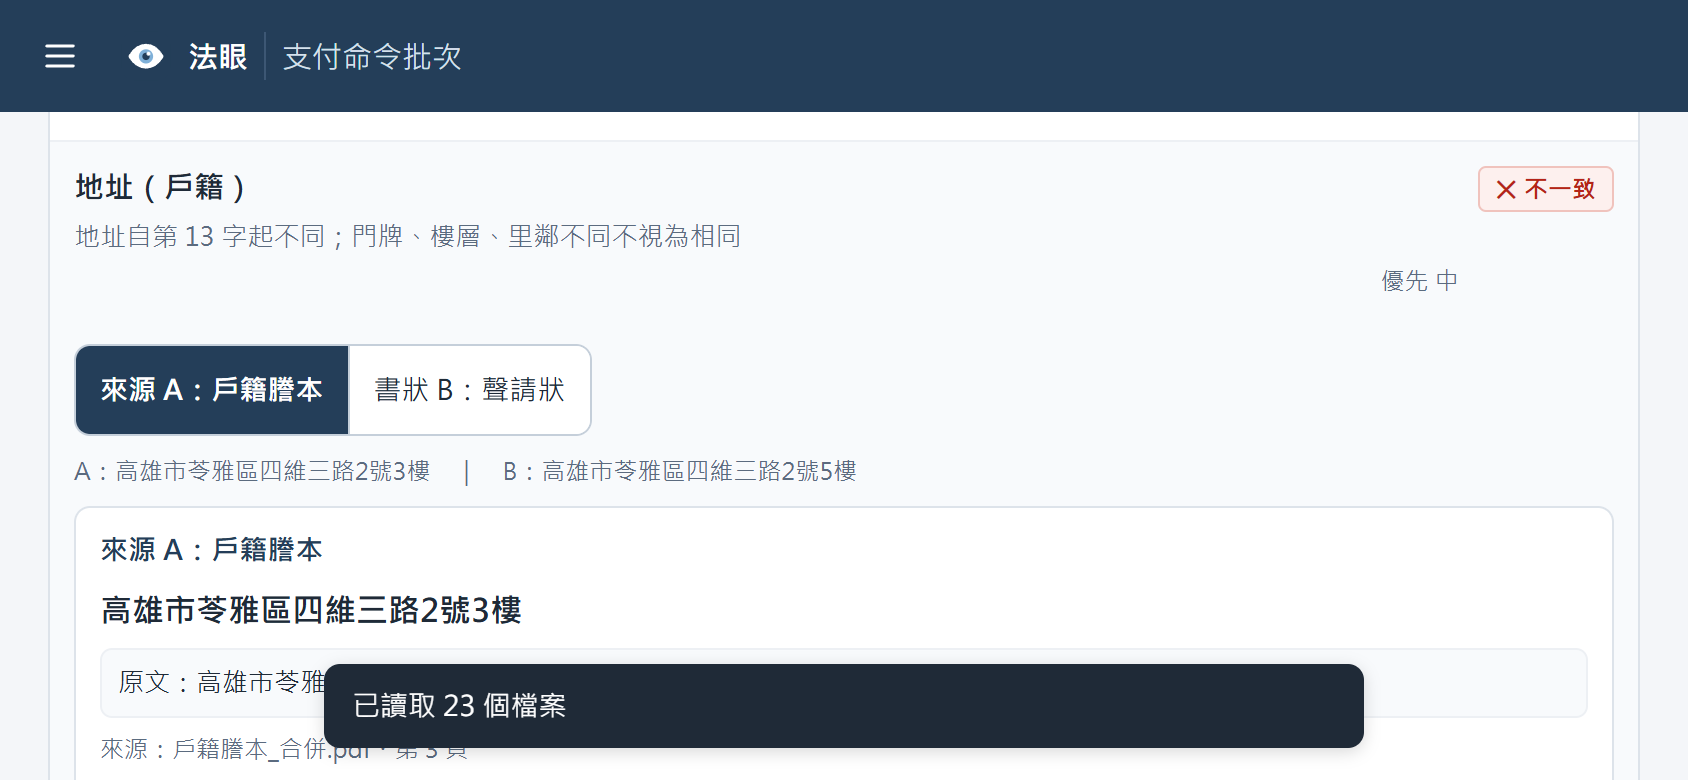 法眼 支付命令批次
地址（戶籍）
不一致
地址自第 13 字起不同；門牌、樓層、里鄰不同不視為相同
優先 中
來源 A：戶籍謄本 書狀 B：聲請狀
A：高雄市苓雅區四維三路2號3樓 | B：高雄市苓雅區四維三路2號5樓
來源 A：戶籍謄本
高雄市苓雅區四維三路2號3樓
原文：高雄市苓雅
已讀取 23 個檔案
來源：戶籍謄本_合併.pdf · 第 3 頁